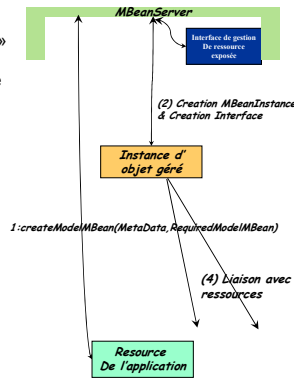 MBeanServer
»
Interface de gestion
De ressource
exposée
(2) Creation MBeanInstance
& Creation Interface
Instance d'
objet géré
1:createModelMBean(MetaData,RequiredModelMBean)
(4) Liaison avec
ressources
Resource
De l'application